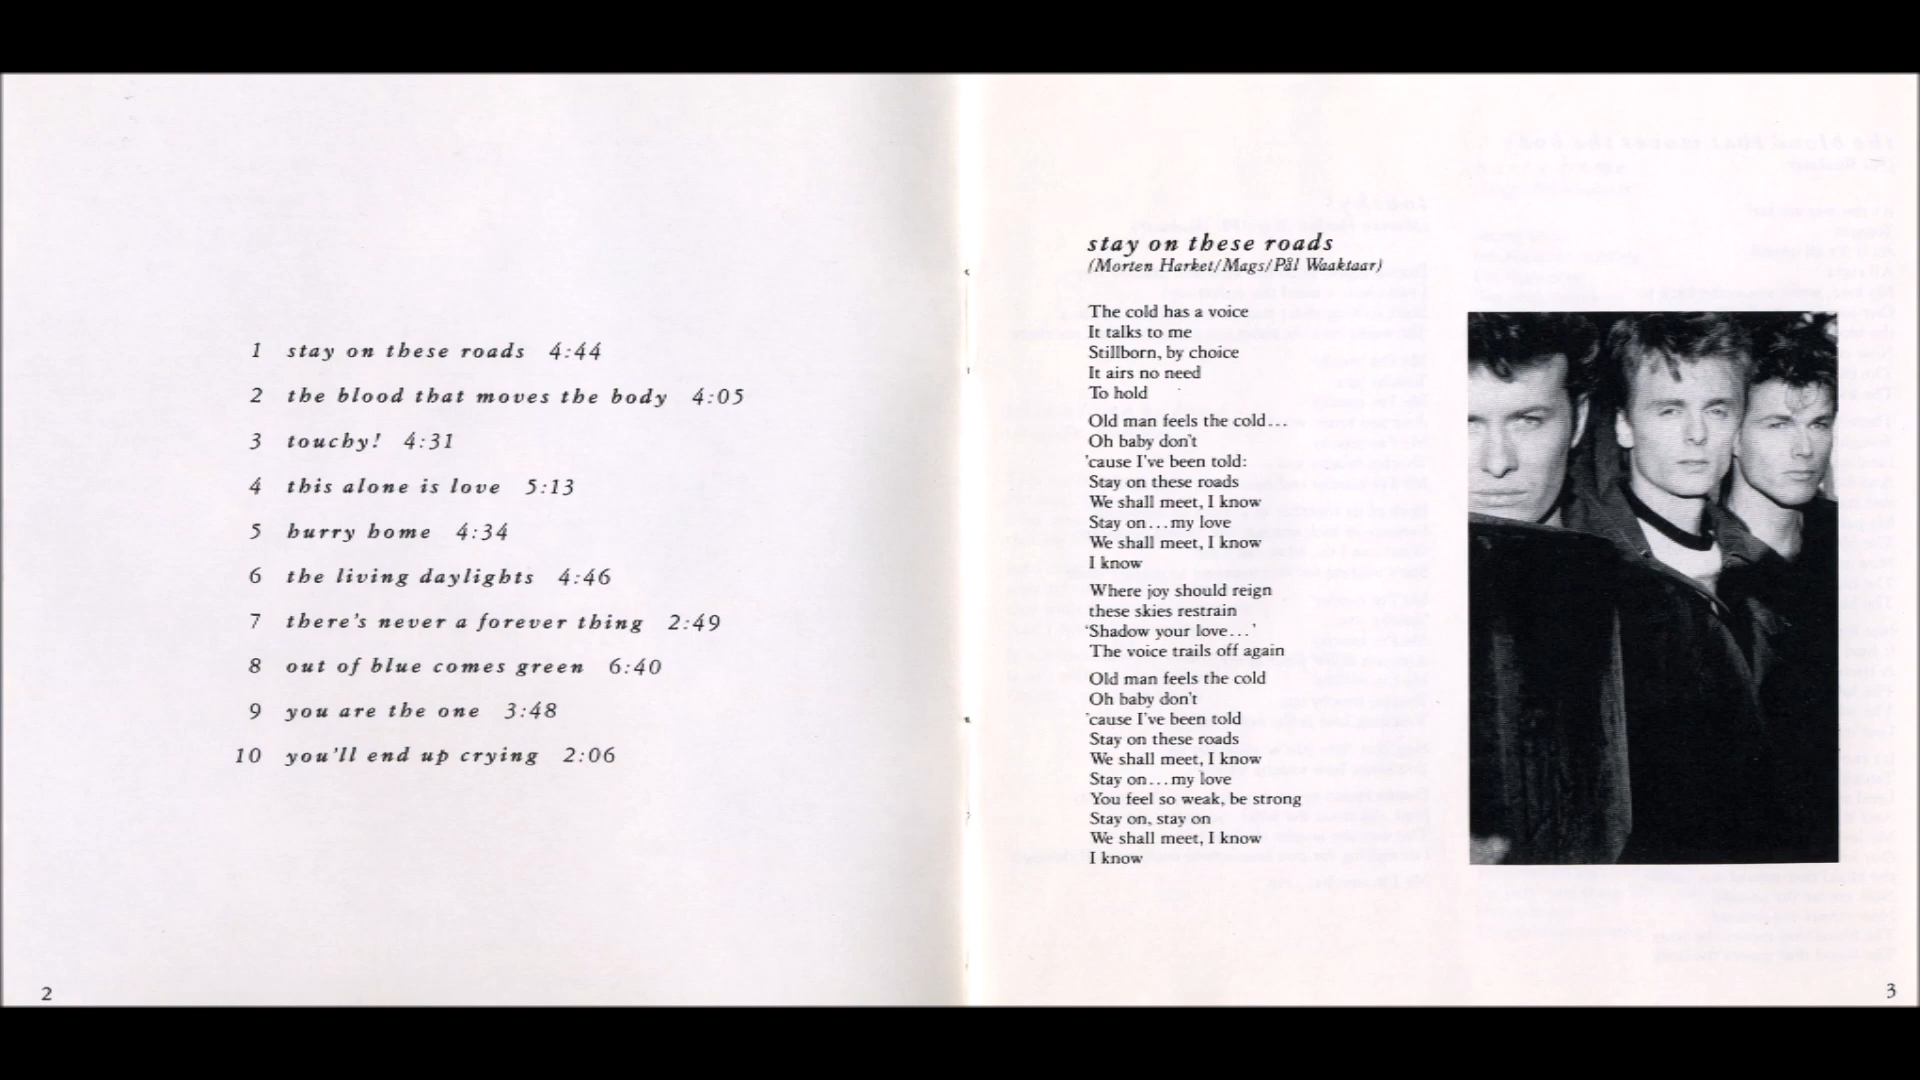 1 stay on these roads 4:44
2 the blood that moves the body 4:05
3 touchy! 4:31
4 this alone is love 5:13
5 hurry home 4:34
6 the living daylights 4:46
7 there's never a forever thing 2:49
8 out of blue comes green 6:40
9 you are the one 3:48
10 you'll end up crying 2:06
2
stay on these roads
(Morten Harket/Mags/Pål Waaktaar)
The cold has a voice
It talks to me
Stillborn, by choice
It airs no need
To hold
Old man feels the cold...
Oh baby don't
'cause I've been told:
Stay on these roads
We shall meet, I know
Stay on...my love
We shall meet, I know
I know
Where joy should reign
these skies restrain
'Shadow your love...'
The voice trails off again
Old man feels the cold
Oh baby don't
'cause I've been told
Stay on these roads
We shall meet, I know
Stay on...my love
You feel so weak, be strong
Stay on, stay on
We shall meet, I know
I know
3